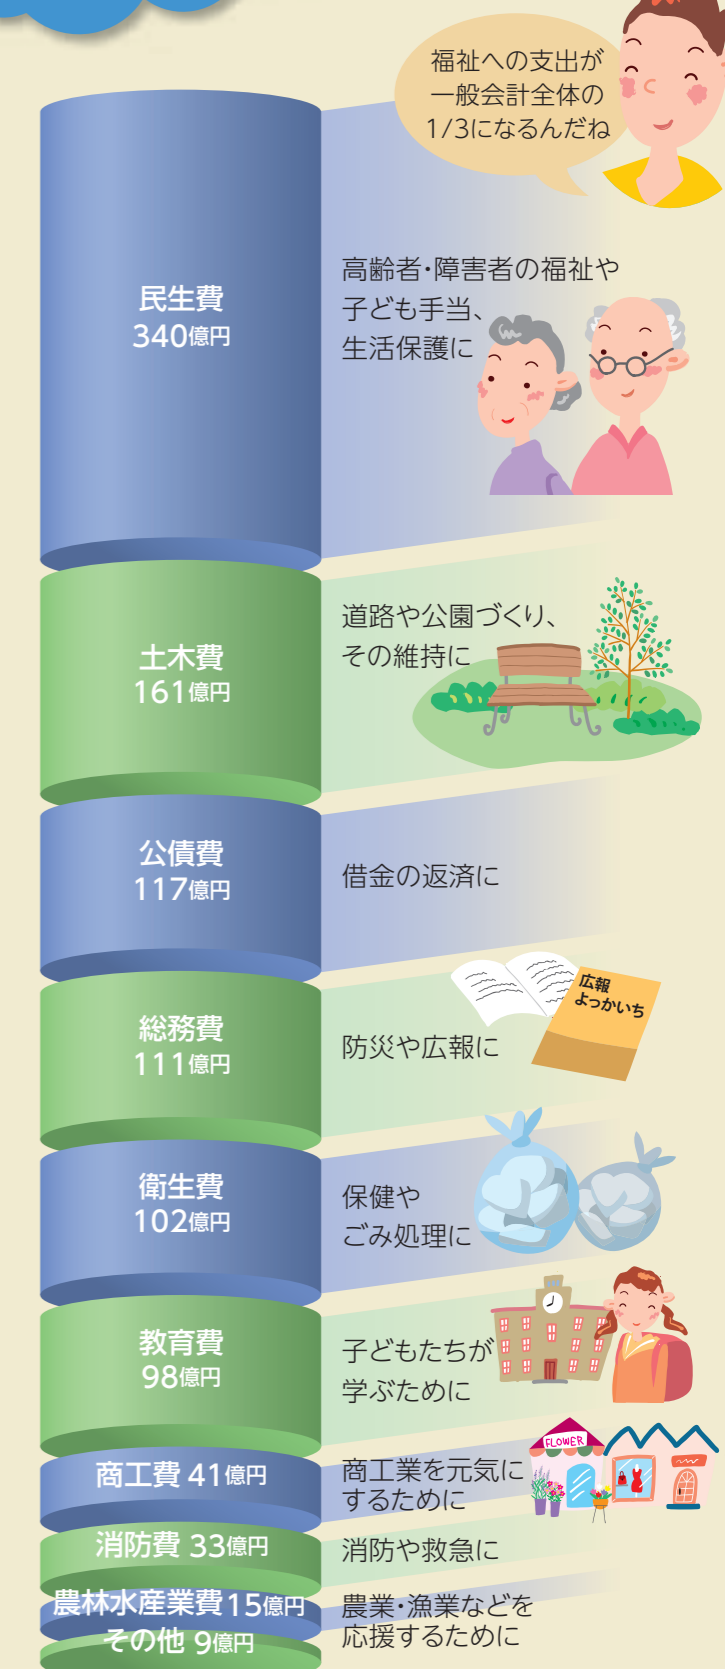 福祉への支出が
一般会計全体の
1/3になるんだね
民生費
340億円
高齢者・障害者の福祉や
子ども手当、
生活保護に
土木費
161億円
道路や公園づくり、
その維持に
公債費
117億円
借金の返済に
総務費
111億円
防災や広報に
広報
よっかいち
衛生費
102億円
保健や
ごみ処理に
教育費
98億円
子どもたちが
学ぶために
商工費 41億円
商工業を元気に
するために
FLOWER
消防費 33億円
消防や救急に
農林水産業費 15億円
農業・漁業などを
応援するために
その他 9億円